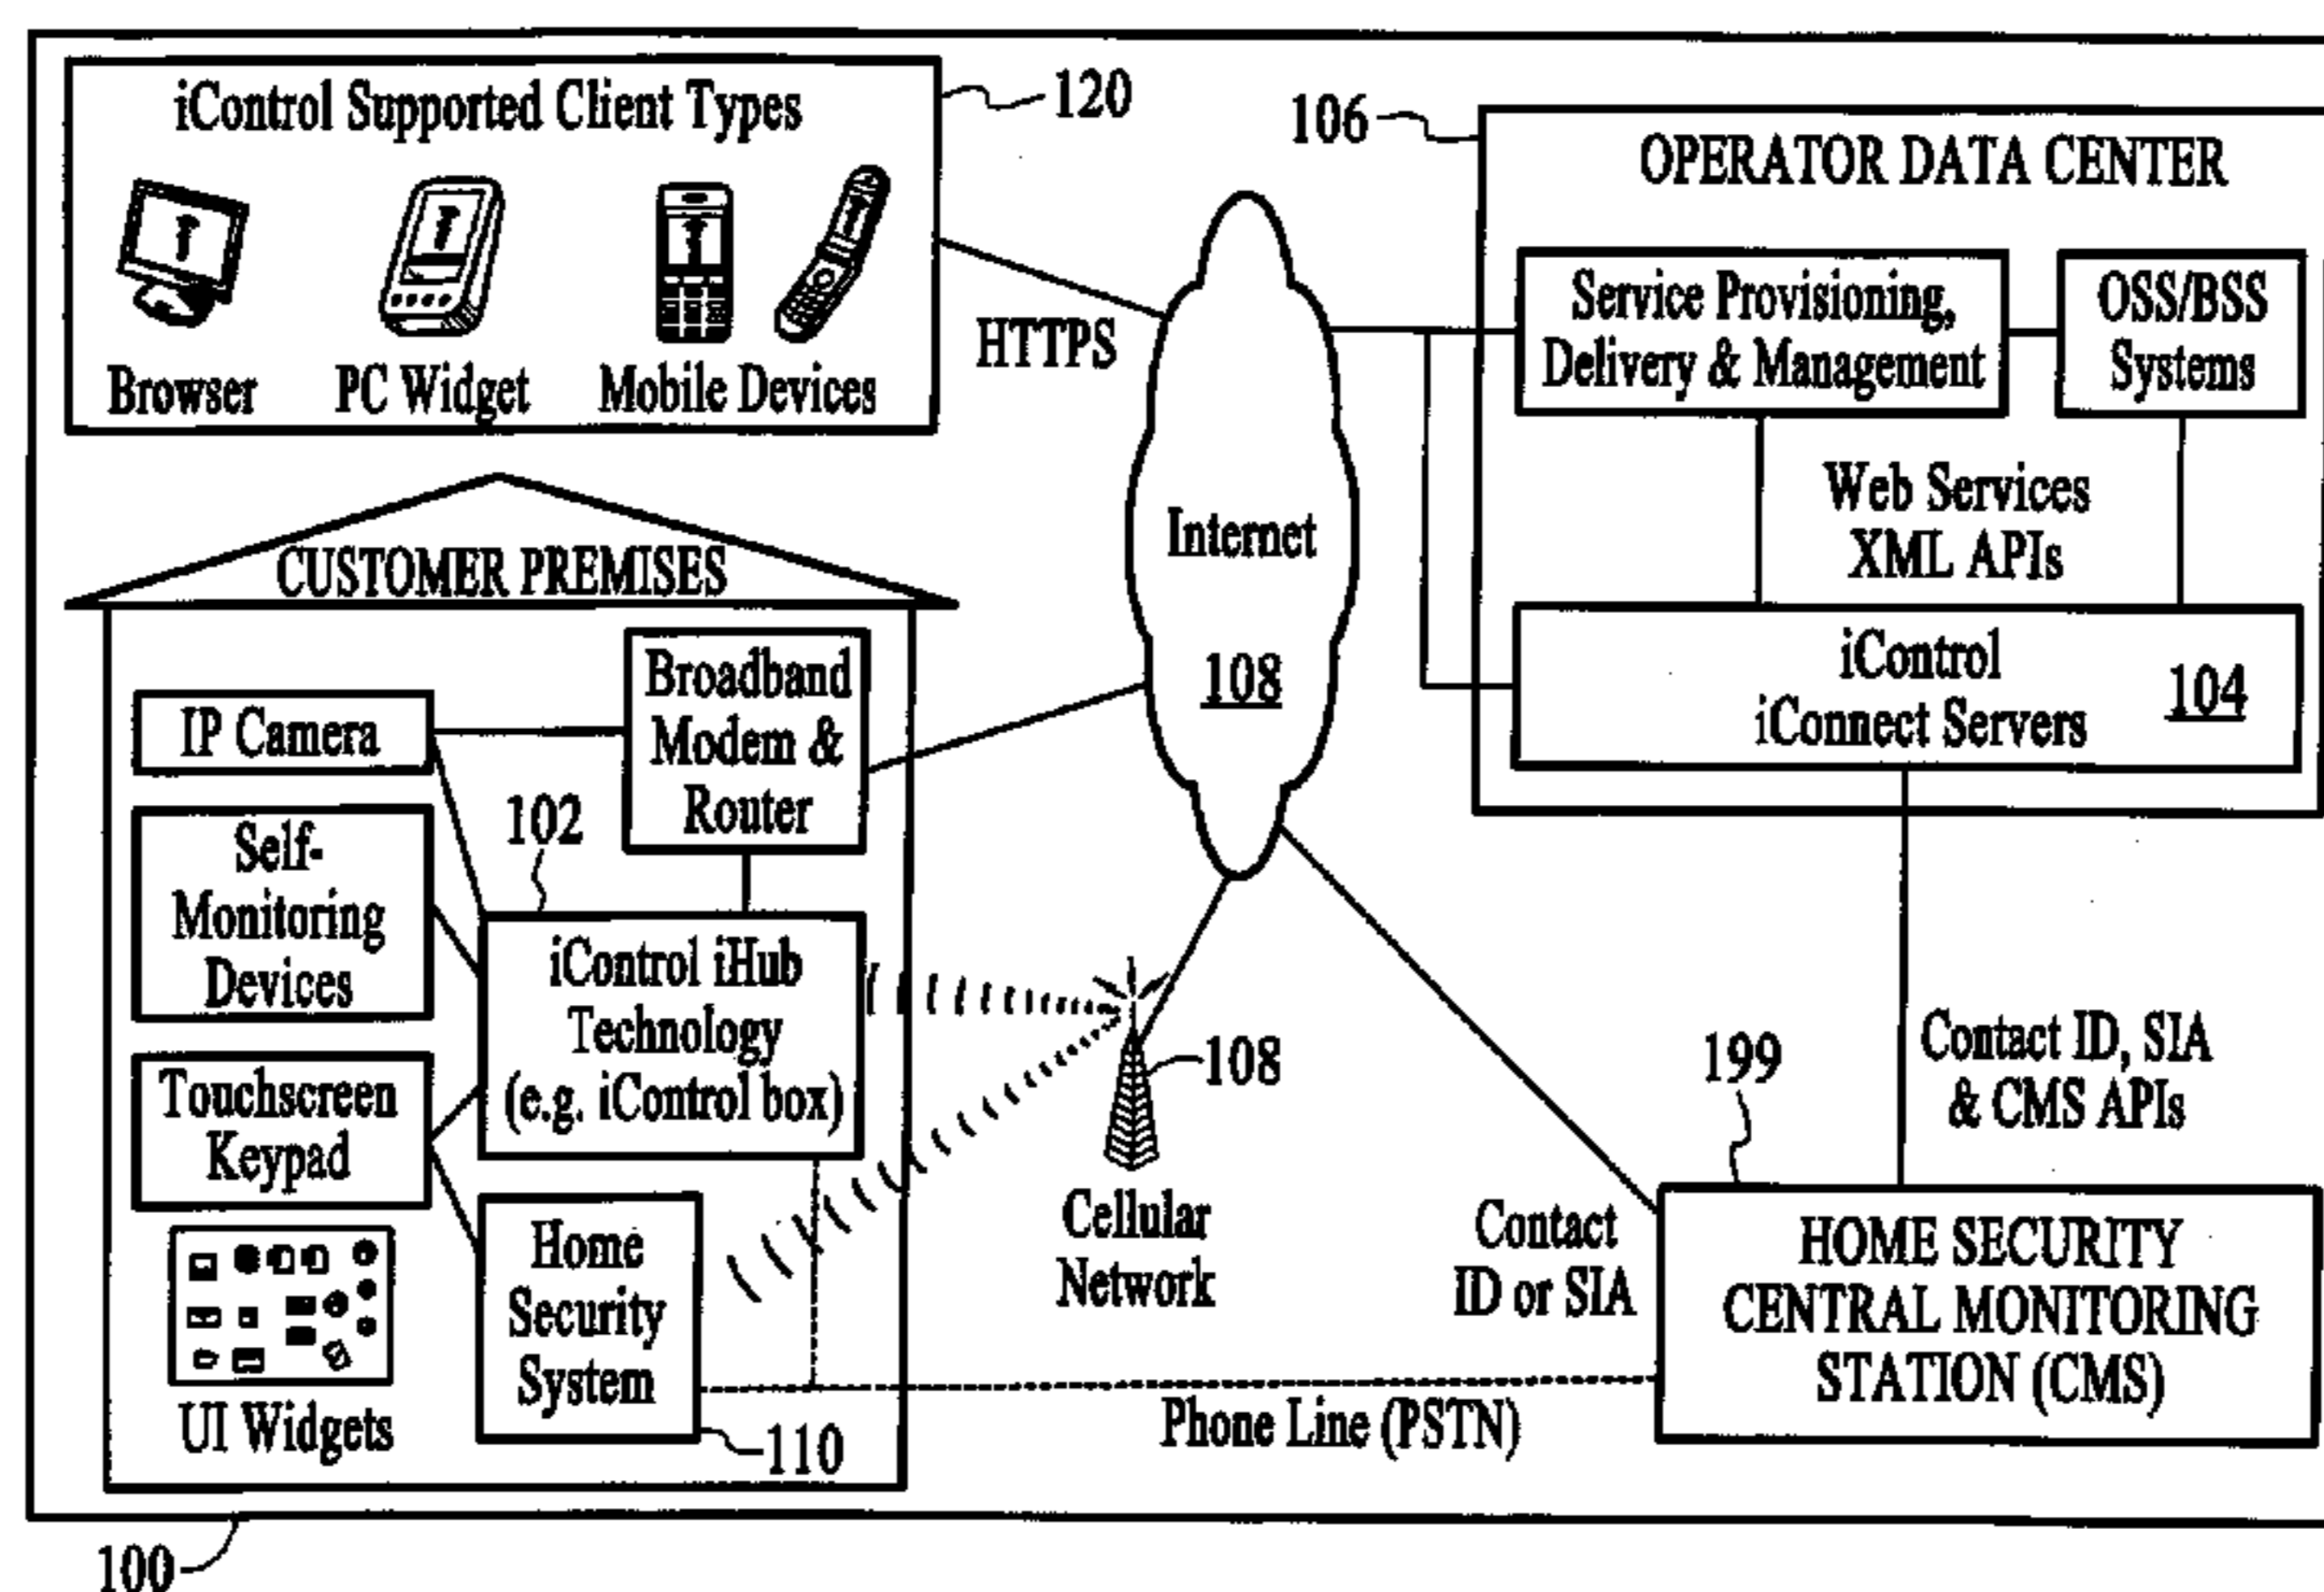 iControl Supported Client Types
120
Browser
PC Widget
Mobile Devices
HTTPS
106
OPERATOR DATA CENTER
Service Provisioning,
Delivery & Management
OSS/BSS
Systems
Web Services
XML APIs
iControl
iConnect Servers
104
Internet
108
CUSTOMER PREMISES
IP Camera
Broadband
Modem &
Router
102
Self-
Monitoring
Devices
iControl iHub
Technology
(e.g. iControl box)
Touchscreen
Keypad
Home
Security
System
110
UI Widgets
108
Cellular
Network
199
Contact ID, SIA
& CMS APIs
Contact
ID or SIA
HOME SECURITY
CENTRAL MONITORING
STATION (CMS)
Phone Line (PSTN)
100